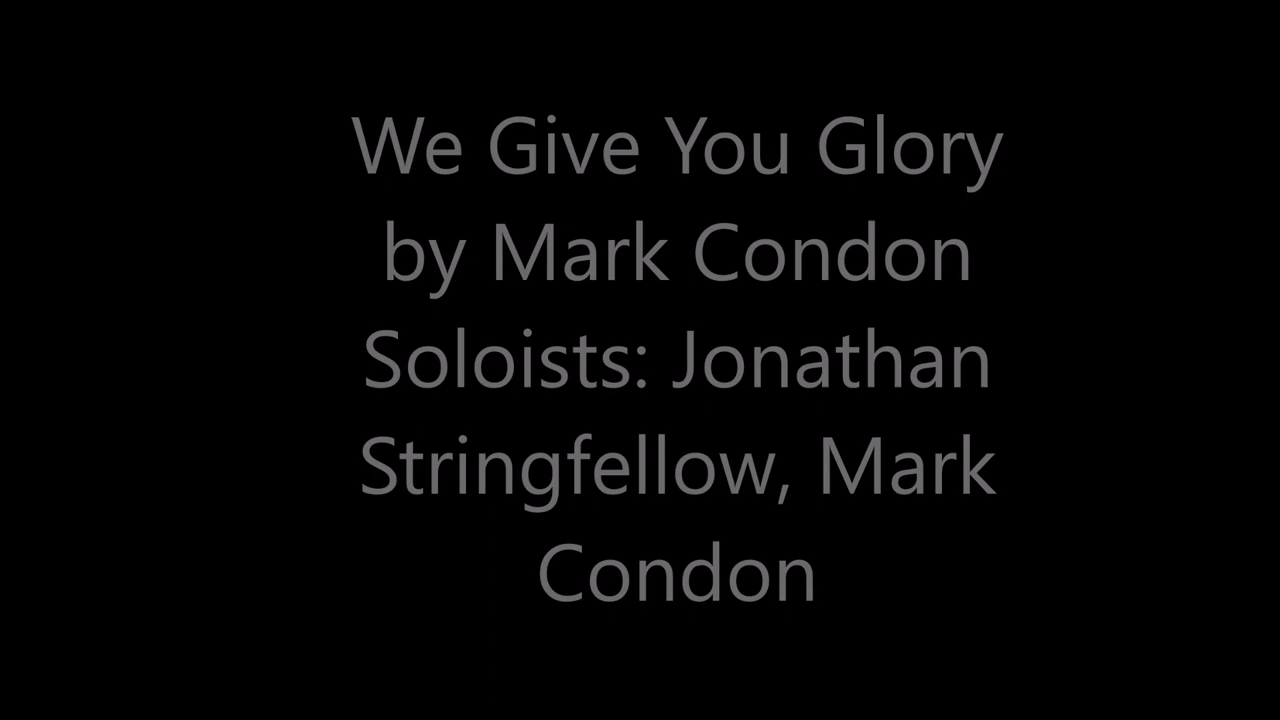 We Give You Glory
by Mark Condon
Soloists: Jonathan
Stringfellow, Mark
Condon